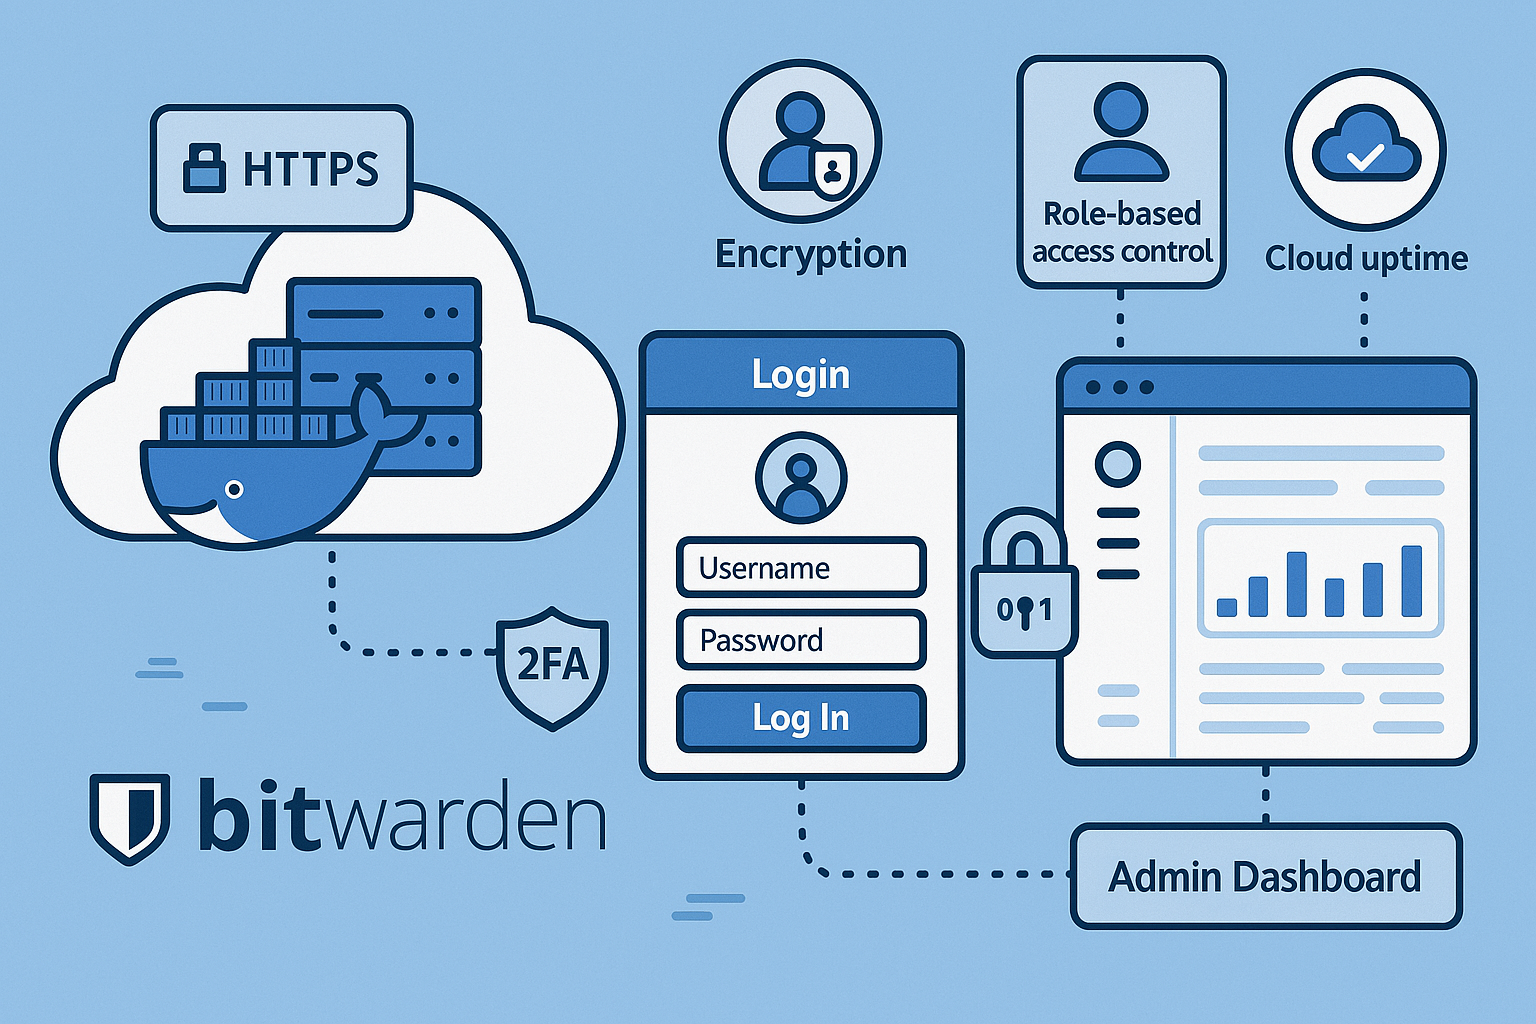 HTTPS
Encryption
Role-based
access control
Cloud uptime
Login
Username
Password
Log In
0 1
2FA
bitwarden
Admin Dashboard